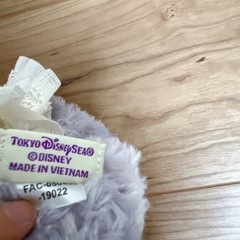 TOKYO DISNEYSEA®
©DISNEY
MADE IN VIETNAM
-19022